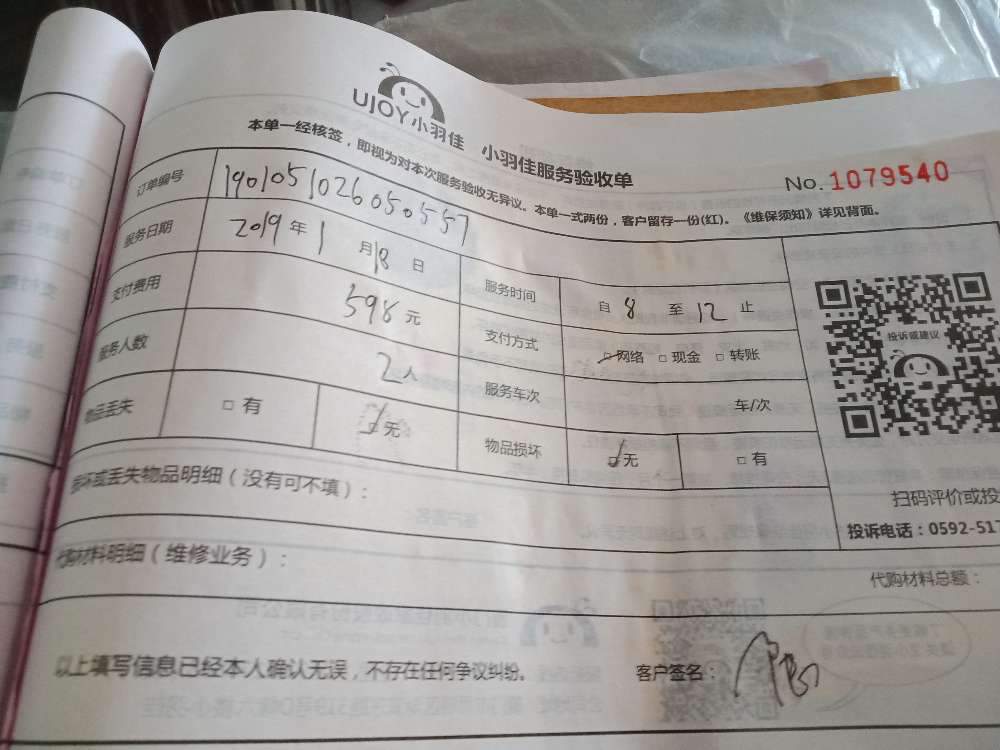 UJOY小羽佳 小羽佳服务验收单
No. 1079540
本单一经核签，即视为对本次服务验收无异议。本单一式两份，客户留存一份(红)。《维保须知》详见背面。
订单编号 1901051026050557
服务日期 2019年1月18日 服务时间 自8至12止
支付费用 598元 支付方式 □网络 □现金 □转账
服务人数 2人 服务车次 车/次
物品丢失 □有 □无 物品损坏 □无 □有
投诉或建议
损坏或丢失物品明细（没有可不填）：
扫码评价或投
投诉电话：0592-517
代购材料明细（维修业务）：
代购材料总额：
以上填写信息已经本人确认无误，不存在任何争议纠纷。 客户签名：